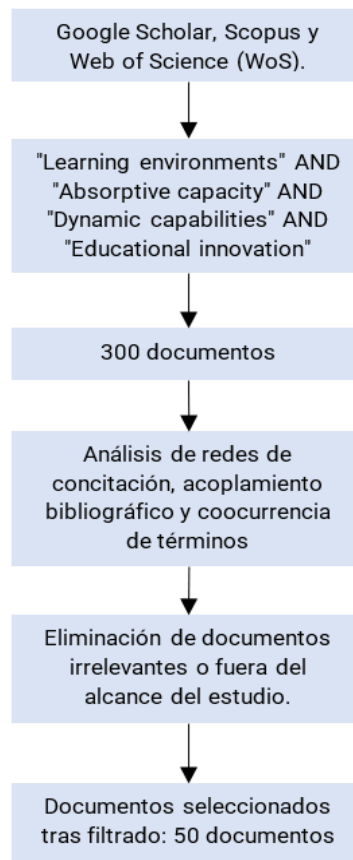 Google Scholar, Scopus y
Web of Science (WoS).
"Learning environments" AND
"Absorptive capacity" AND
"Dynamic capabilities" AND
"Educational innovation"
300 documentos
Análisis de redes de
concitación, acoplamiento
bibliográfico y coocurrencia
de términos
Eliminación de documentos
irrelevantes o fuera del
alcance del estudio.
Documentos seleccionados
tras filtrado: 50 documentos